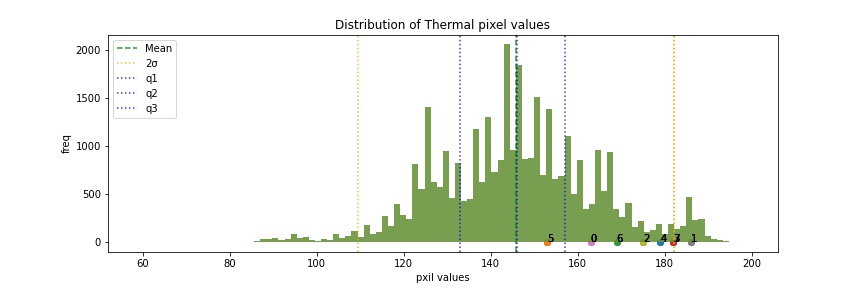 Distribution of Thermal pixel values
Mean
2σ
q1
q2
q3
freq
2000
1500
1000
500
0
5 0 6 2 4 1
60 80 100 120 140 160 180 200
pxil values